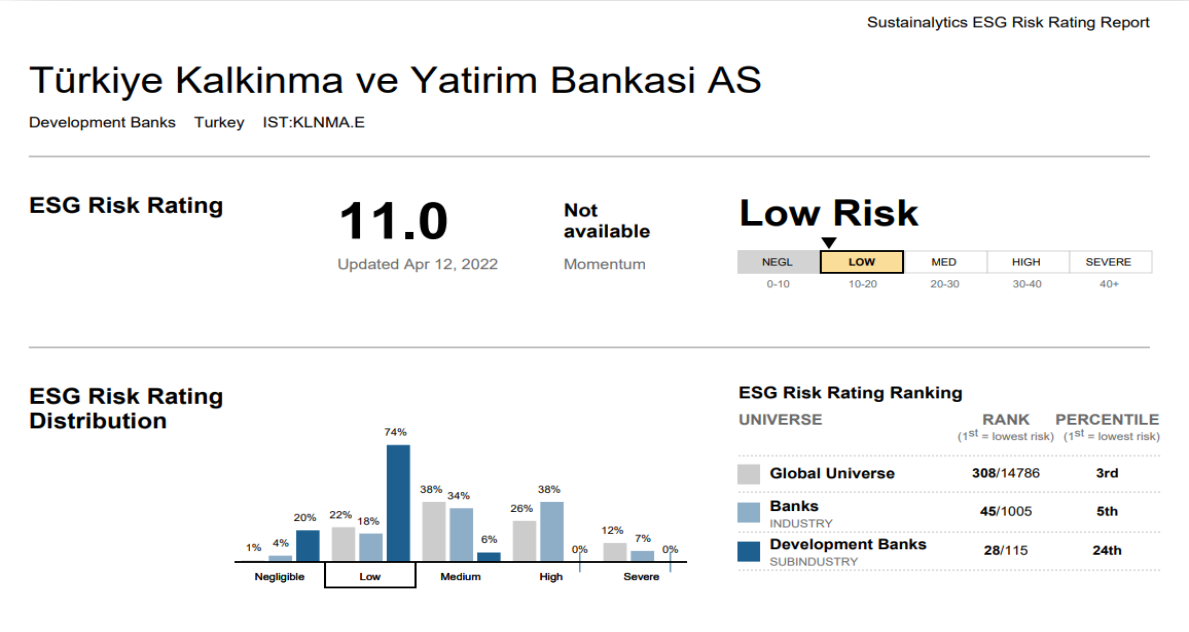 Sustainalytics ESG Risk Rating Report
Türkiye Kalkinma ve Yatirim Bankasi AS
Development Banks Turkey IST:KLNMA.E
ESG Risk Rating
11.0
Updated Apr 12, 2022
Not
available
Momentum
Low Risk
NEGL LOW MED HIGH SEVERE
0-10 10-20 20-30 30-40 40+
ESG Risk Rating
Distribution
1% 4% 20% 22% 18% 74% 38% 34% 6% 26% 38% 0% 12% 7% 0%
Negligible Low Medium High Severe
ESG Risk Rating Ranking
UNIVERSE RANK PERCENTILE
(1st = lowest risk) (1st = lowest risk)
Global Universe 308/14786 3rd
Banks 45/1005 5th
INDUSTRY
Development Banks 28/115 24th
SUBINDUSTRY